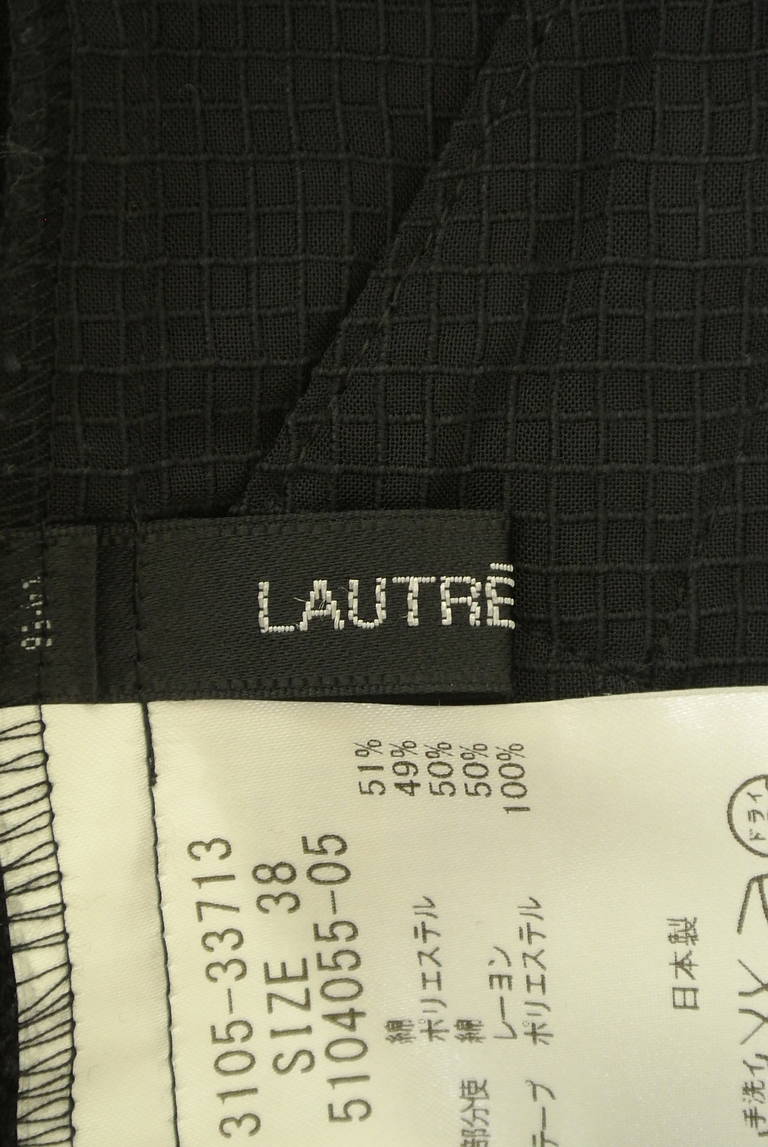 LAUTRÉ
3105-33713
SIZE 38
5104055-05
綿 51%
ポリエステル 49%
部分使 綿 50%
レーヨン 50%
テープ ポリエステル 100%
日本製
手洗イ
ドライ